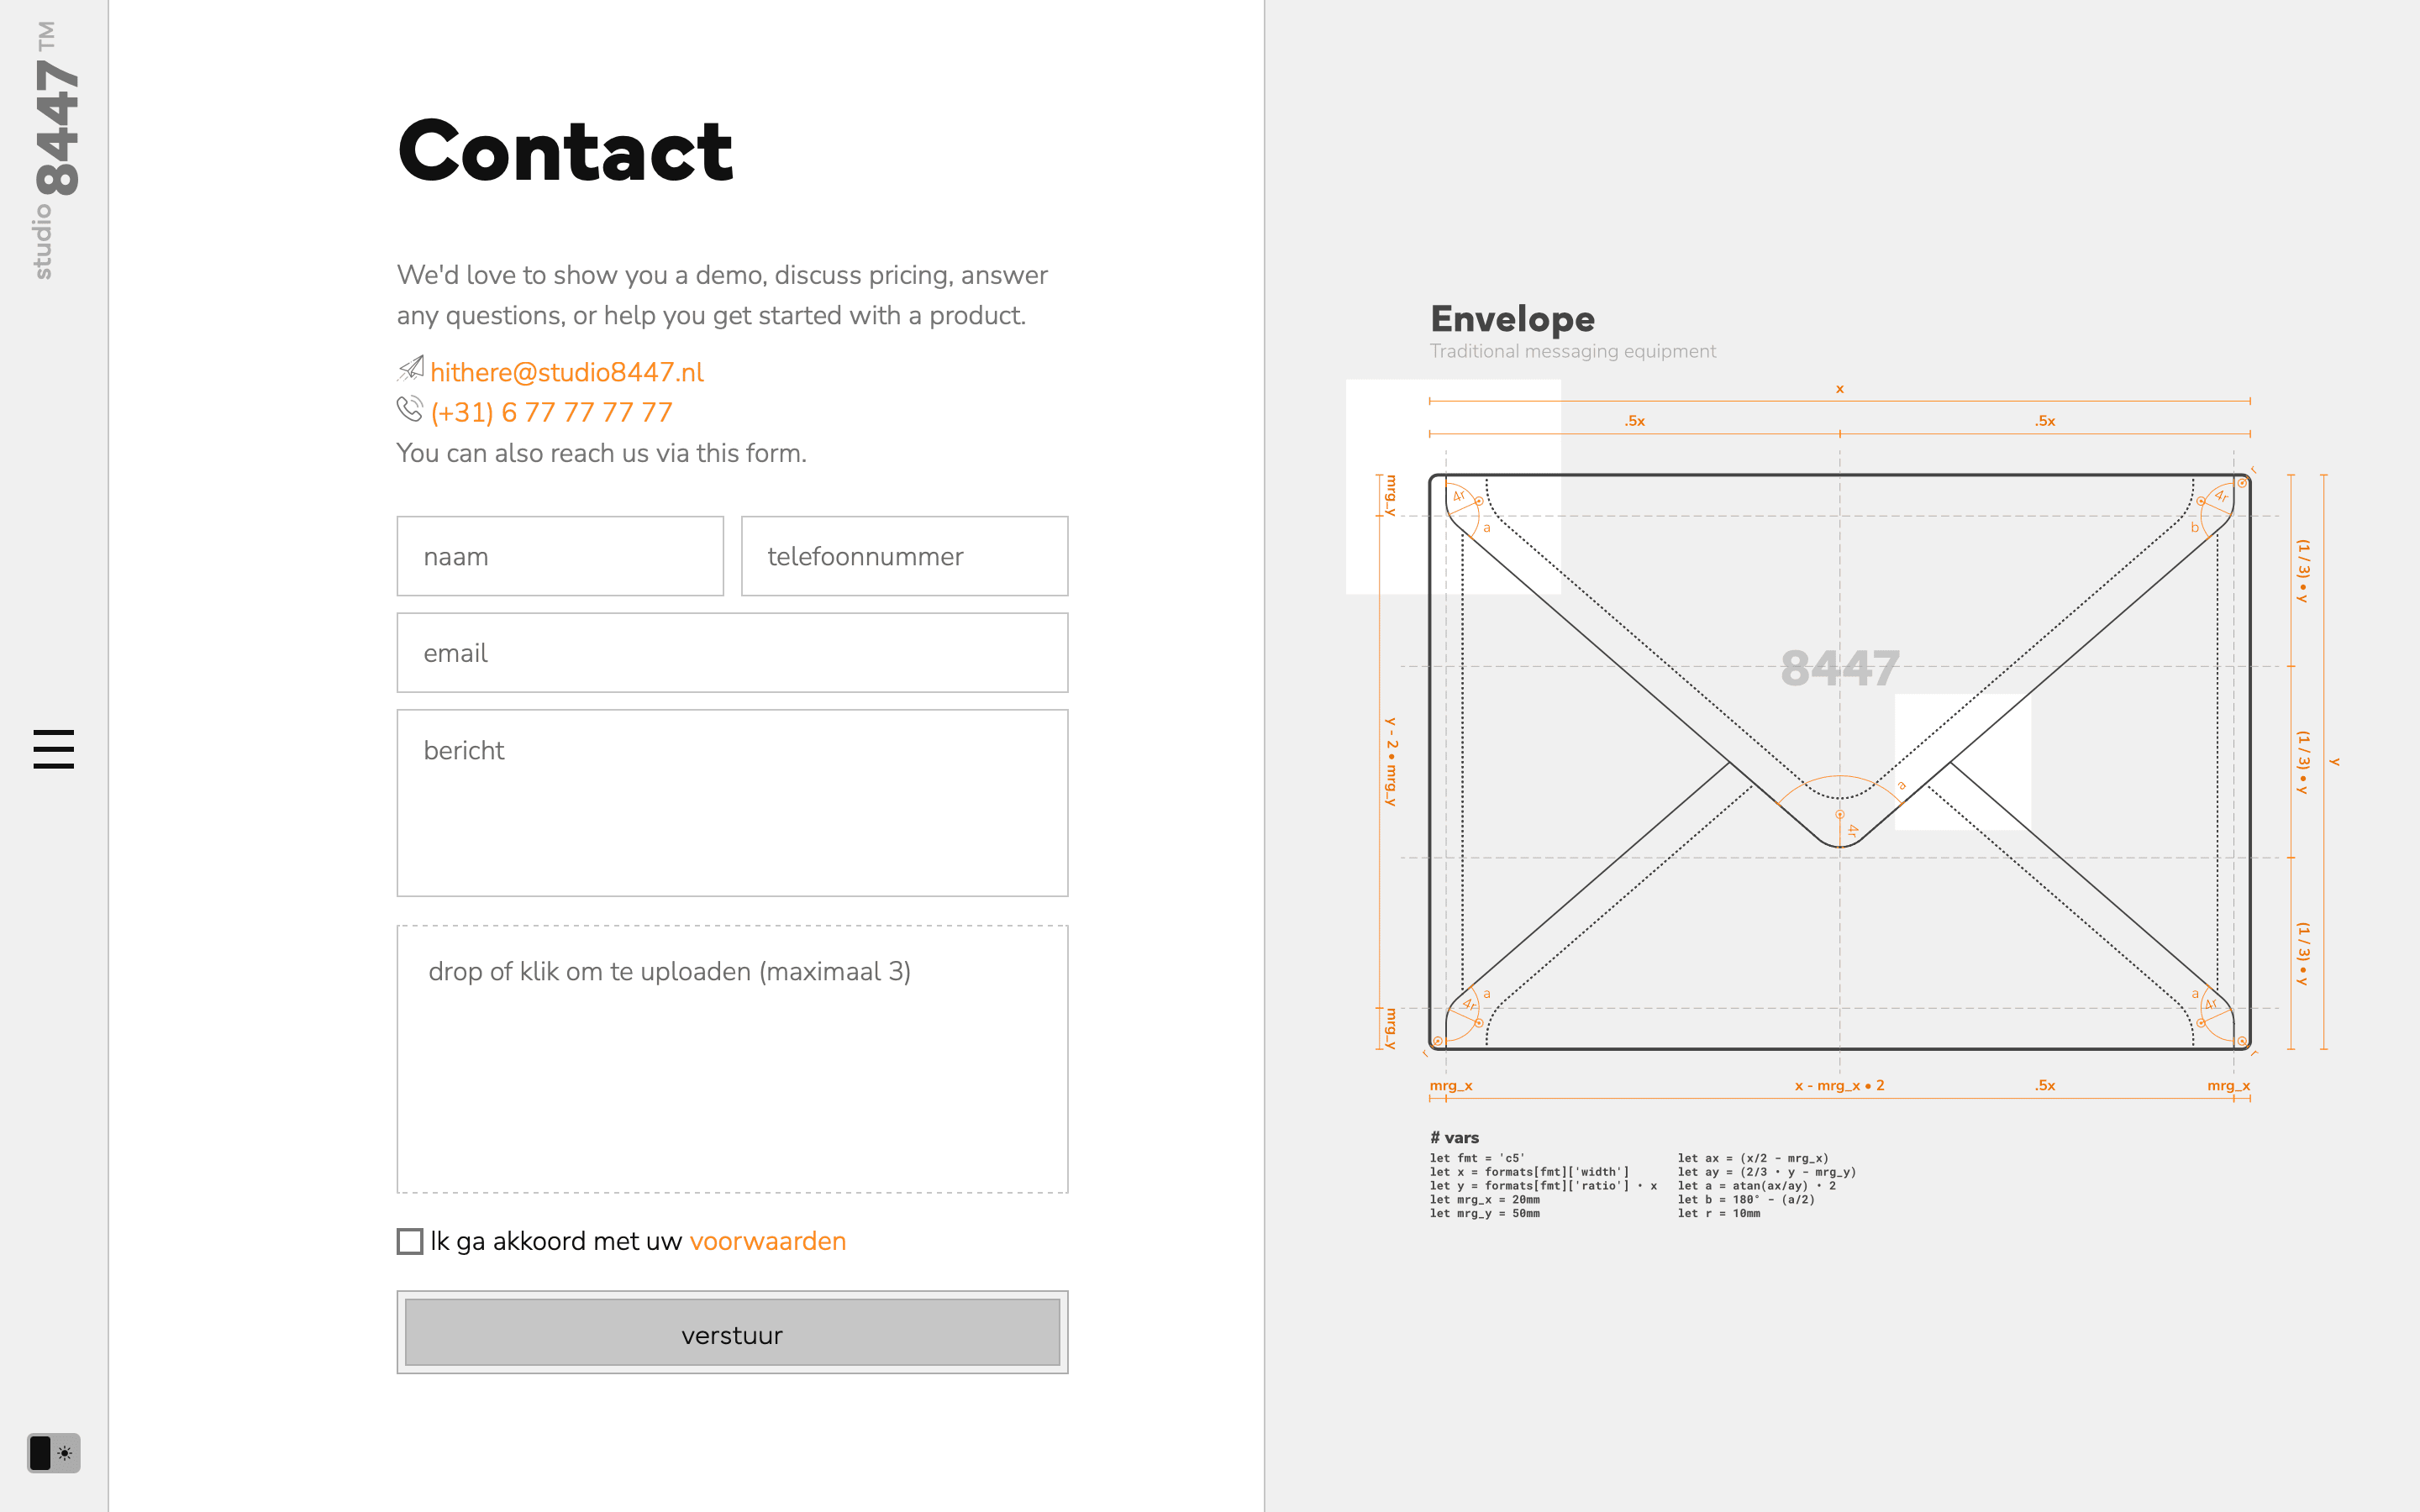 studio 8447 ™
Contact
We'd love to show you a demo, discuss pricing, answer
any questions, or help you get started with a product.
hithere@studio8447.nl
(+31) 6 77 77 77 77
You can also reach us via this form.
naam
telefoonnummer
email
bericht
drop of klik om te uploaden (maximaal 3)
Ik ga akkoord met uw voorwaarden
verstuur
Envelope
Traditional messaging equipment
x
.5x
.5x
mrg_y
y - 2 • mrg_y
mrg_y
4r
a
4r
b
r
8447
a
4r
4r
a
r
a
4r
r
(1 / 3) • y
(1 / 3) • y
(1 / 3) • y
y
mrg_x
x - mrg_x • 2
.5x
mrg_x
# vars
let fmt = 'c5'
let x = formats[fmt]['width']
let y = formats[fmt]['ratio'] · x
let mrg_x = 20mm
let mrg_y = 50mm
let ax = (x/2 - mrg_x)
let ay = (2/3 · y - mrg_y)
let a = atan(ax/ay) · 2
let b = 180° - (a/2)
let r = 10mm